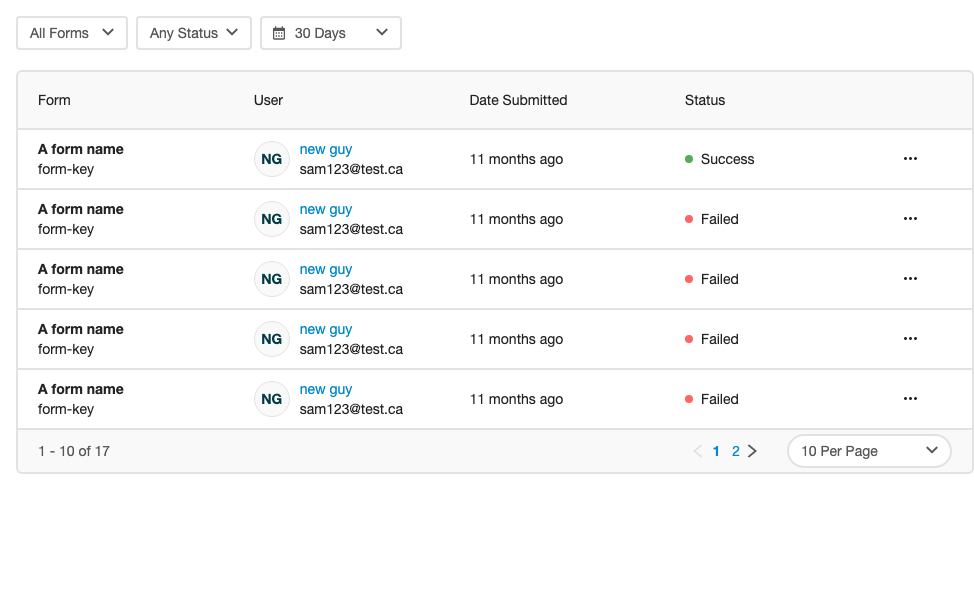 All Forms
Any Status
30 Days
Form User Date Submitted Status
A form name
form-key
NG
new guy
sam123@test.ca
11 months ago
Success
A form name
form-key
NG
new guy
sam123@test.ca
11 months ago
Failed
A form name
form-key
NG
new guy
sam123@test.ca
11 months ago
Failed
A form name
form-key
NG
new guy
sam123@test.ca
11 months ago
Failed
A form name
form-key
NG
new guy
sam123@test.ca
11 months ago
Failed
1 - 10 of 17
1 2
10 Per Page